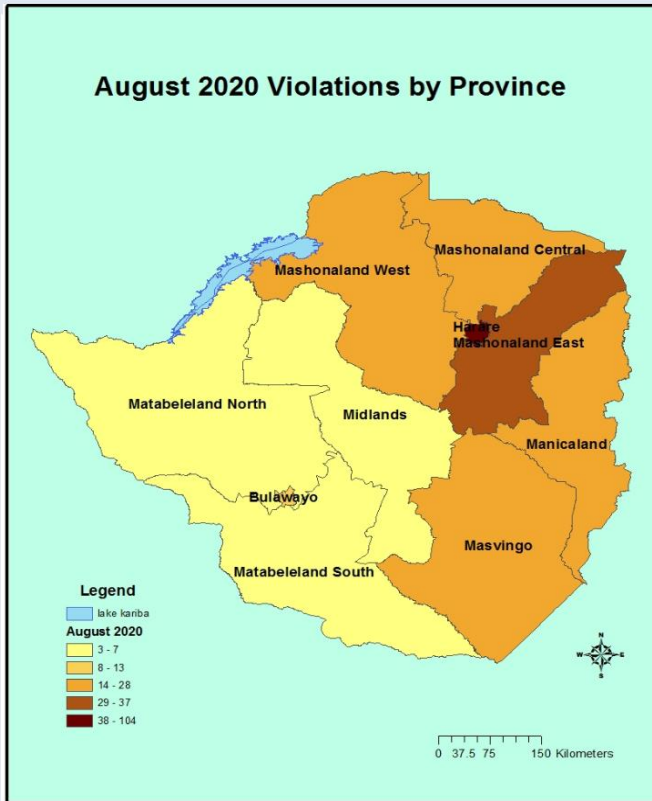 August 2020 Violations by Province
Mashonaland Central
Mashonaland West
Harare
Mashonaland East
Matabeleland North
Midlands
Manicaland
Bulawayo
Masvingo
Matabeleland South
Legend
lake kariba
August 2020
3 - 7
8 - 13
14 - 28
29 - 37
38 - 104
N
W E
S
0 37.5 75 150 Kilometers